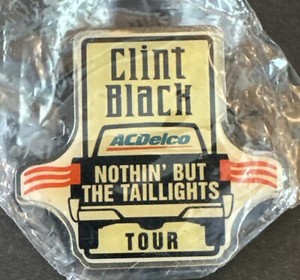 Clint
Black
ACDelco
NOTHIN' BUT
THE TAILLIGHTS
TOUR